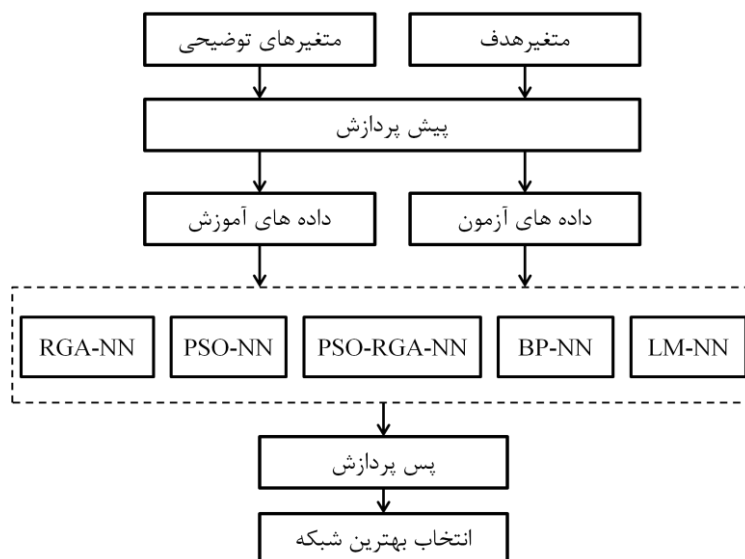 متغیرهدف
متغیرهای توضیحی
پیش پردازش
داده های آزمون
داده های آموزش
RGA-NN
PSO-NN
PSO-RGA-NN
BP-NN
LM-NN
پس پردازش
انتخاب بهترین شبکه